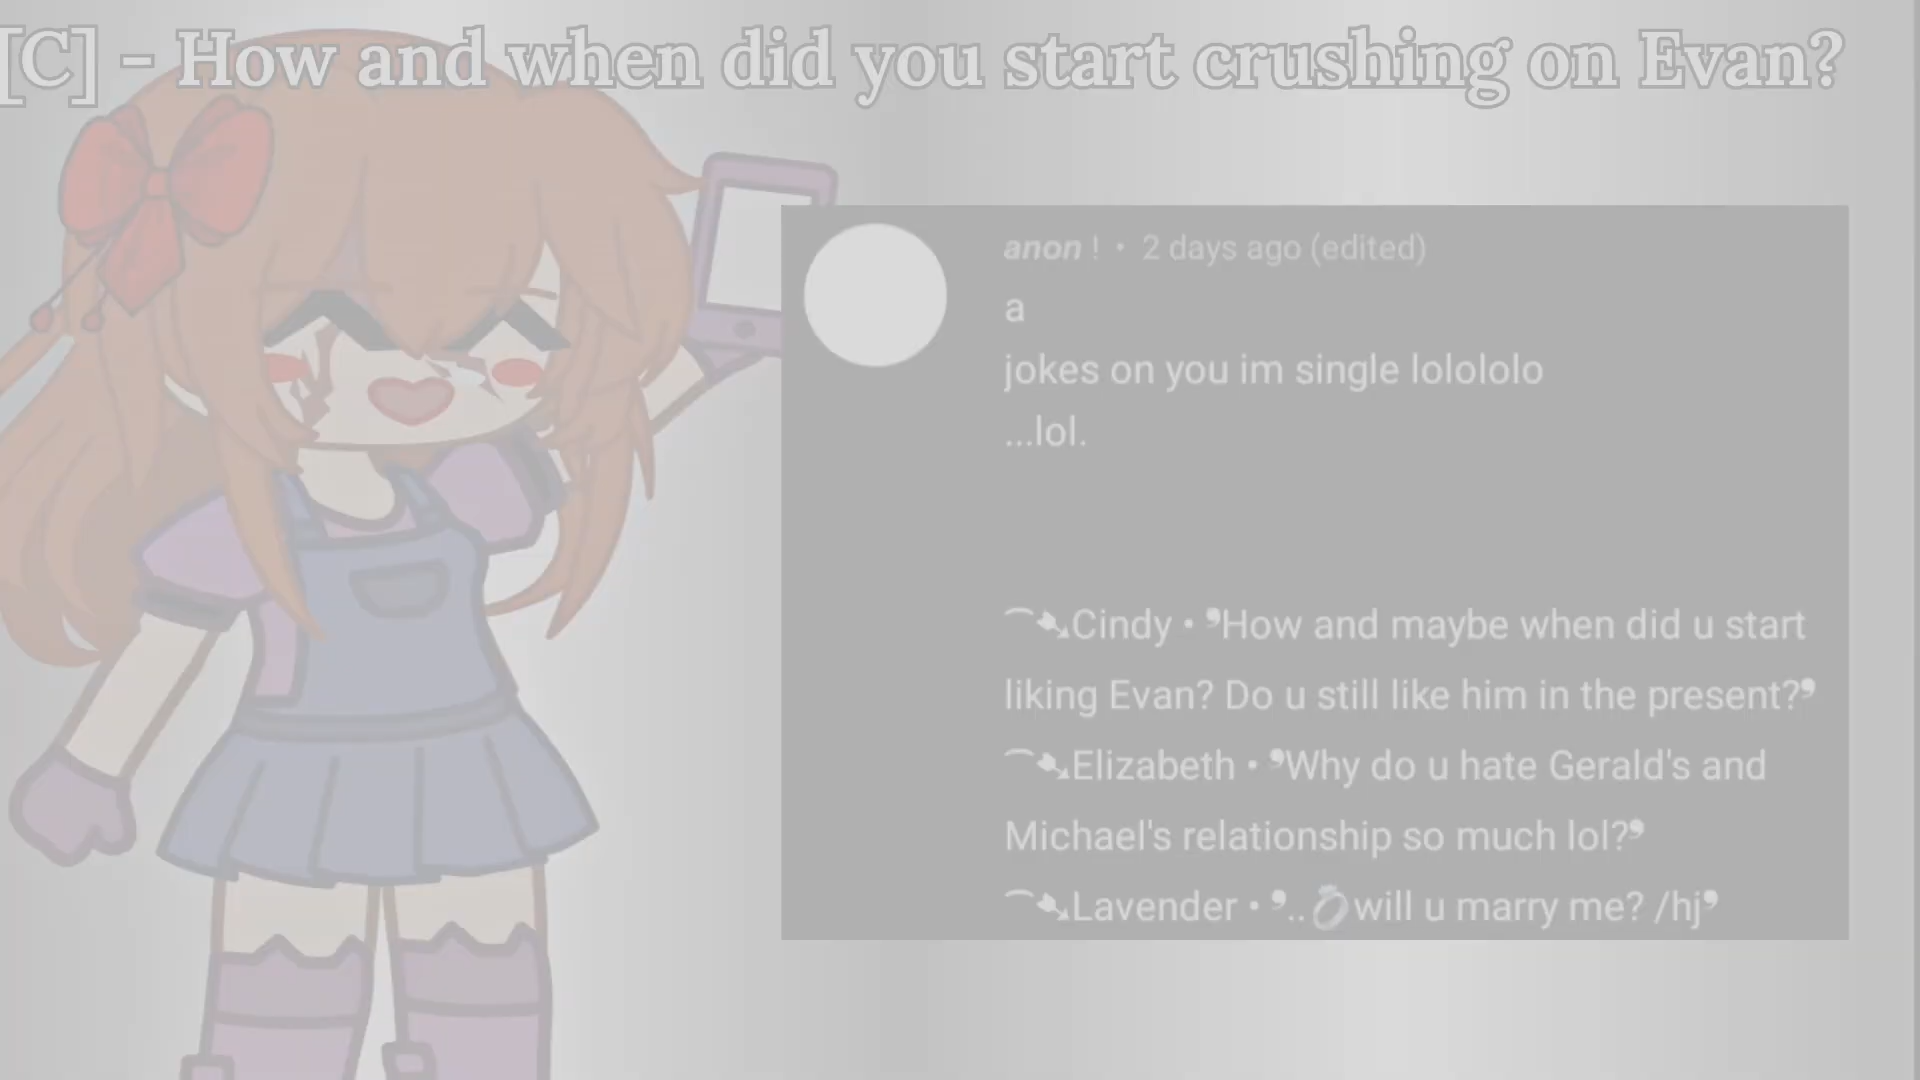 [C] - How and when did you start crushing on Evan?
anon ! • 2 days ago (edited)
a
jokes on you im single lolololo
...lol.
⁀➷Cindy • ❜How and maybe when did u start
liking Evan? Do u still like him in the present?❜
⁀➷Elizabeth • ❜Why do u hate Gerald's and
Michael's relationship so much lol?❜
⁀➷Lavender • ❜..💍will u marry me? /hj❜